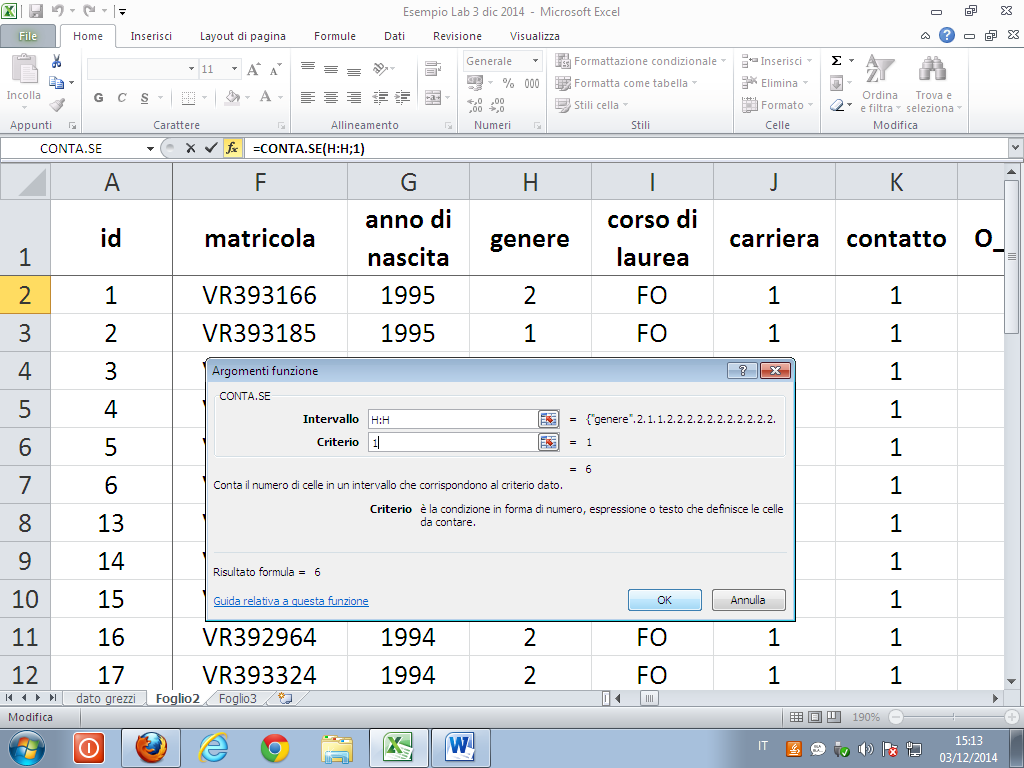 Esempio Lab 3 dic 2014 - Microsoft Excel
File Home Inserisci Layout di pagina Formule Dati Revisione Visualizza
Incolla
11
G C S
Generale
% 000
Formattazione condizionale
Formatta come tabella
Stili cella
Inserisci
Elimina
Formato
Σ
Ordina e filtra
Trova e seleziona
Appunti Carattere Allineamento Numeri Stili Celle Modifica
CONTA.SE fx =CONTA.SE(H:H;1)
A F G H I J K
1 id matricola anno di nascita genere corso di laurea carriera contatto O_
2 1 VR393166 1995 2 FO 1 1
3 2 VR393185 1995 1 FO 1 1
4 3 1
5 4 1
6 5 1
7 6 1
8 13 1
9 14 1
10 15 1
11 16 VR392964 1994 2 FO 1 1
12 17 VR393324 1994 2 FO 1 1
Argomenti funzione
CONTA.SE
Intervallo H:H = {"genere".2.1.1.2.2.2.2.2.2.2.2.2.2.2.
Criterio 1 = 1
= 6
Conta il numero di celle in un intervallo che corrispondono al criterio dato.
Criterio è la condizione in forma di numero, espressione o testo che definisce le celle
da contare.
Risultato formula = 6
Guida relativa a questa funzione OK Annulla
dato grezzi Foglio2 Foglio3
Modifica 190%
IT 15:13
03/12/2014